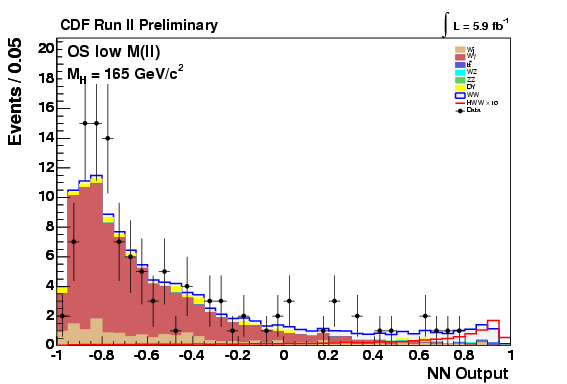 CDF Run II Preliminary
∫ L = 5.9 fb⁻¹
OS low M(ll)
M_H = 165 GeV/c²
Wj
Wγ
tt̄
WZ
ZZ
DY
WW
HWW × 10
Data
Events / 0.05
20
18
16
14
12
10
8
6
4
2
0
-1 -0.8 -0.6 -0.4 -0.2 0 0.2 0.4 0.6 0.8 1
NN Output